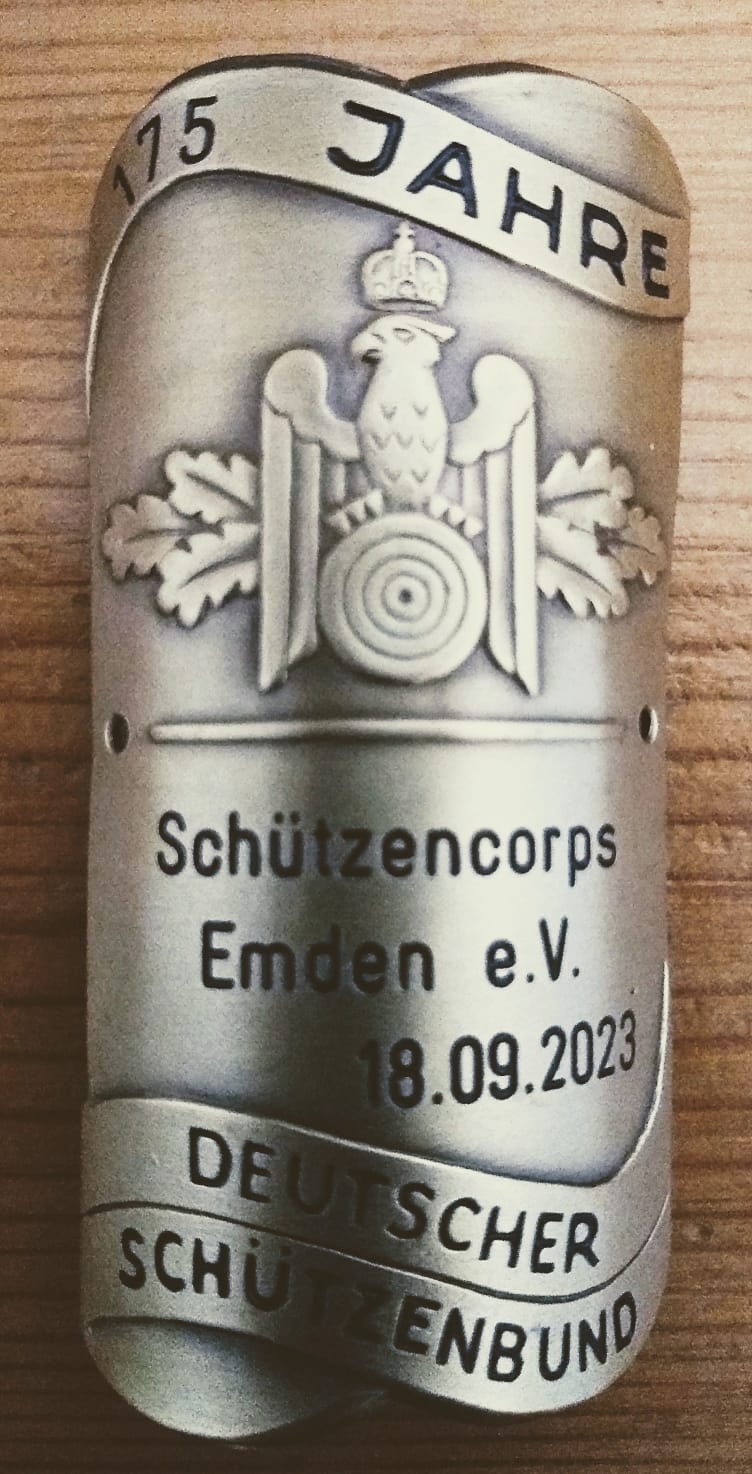 175 JAHRE
Schützencorps
Emden e.V.
18.09.2023
DEUTSCHER
SCHÜTZENBUND